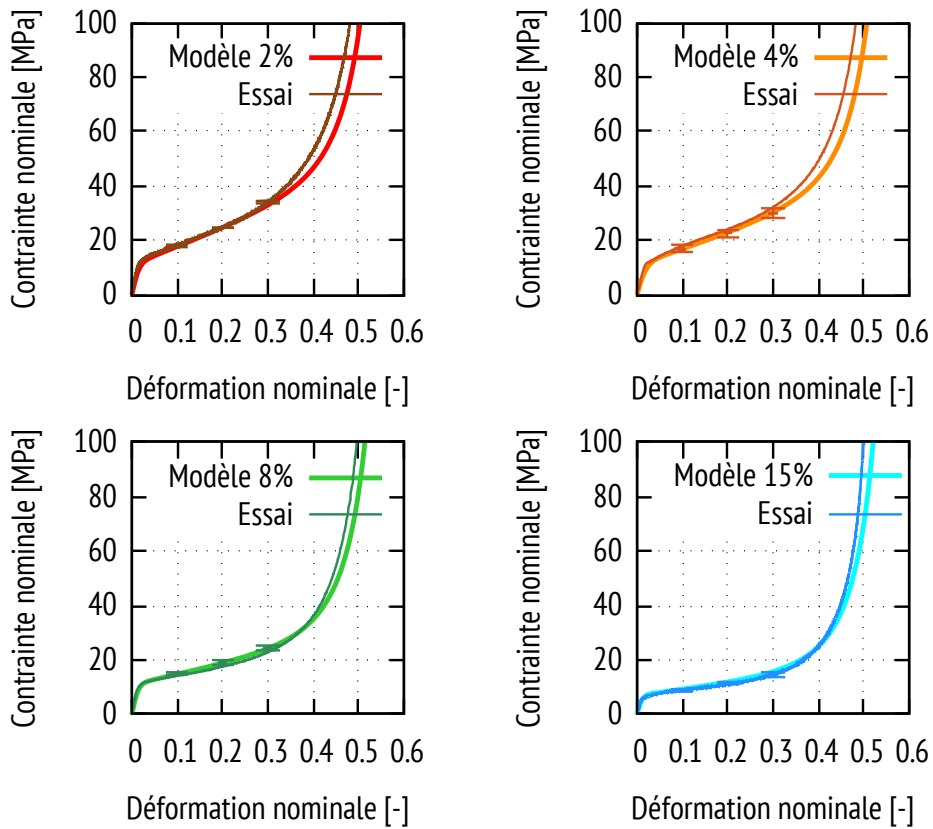 Contrainte nominale [MPa]
100
80
60
40
20
0
Modèle 2%
Essai
0 0.1 0.2 0.3 0.4 0.5 0.6
Déformation nominale [-]
Contrainte nominale [MPa]
100
80
60
40
20
0
Modèle 4%
Essai
0 0.1 0.2 0.3 0.4 0.5 0.6
Déformation nominale [-]
Contrainte nominale [MPa]
100
80
60
40
20
0
Modèle 8%
Essai
0 0.1 0.2 0.3 0.4 0.5 0.6
Déformation nominale [-]
Contrainte nominale [MPa]
100
80
60
40
20
0
Modèle 15%
Essai
0 0.1 0.2 0.3 0.4 0.5 0.6
Déformation nominale [-]